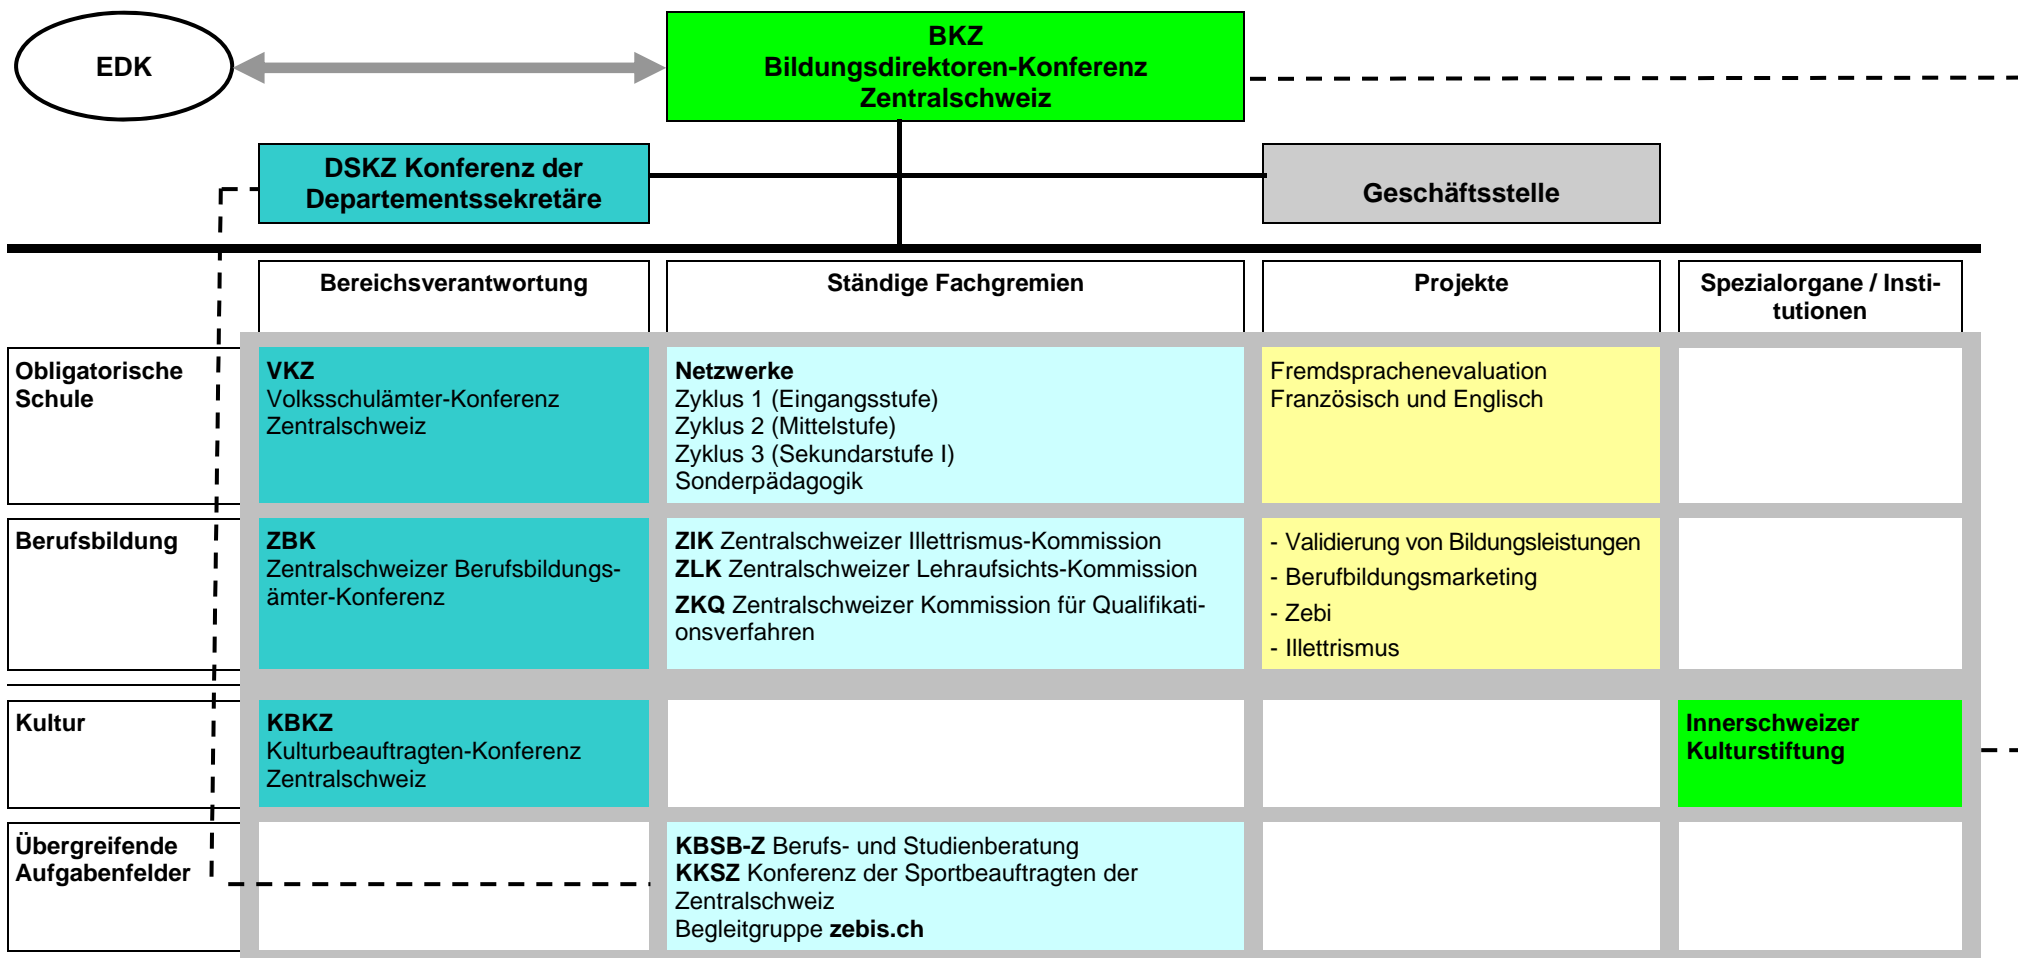 EDK
BKZ
Bildungsdirektoren-Konferenz
Zentralschweiz
DSKZ Konferenz der
Departementssekretäre
Geschäftsstelle
Bereichsverantwortung
Ständige Fachgremien
Projekte
Spezialorgane / Insti-
tutionen
Obligatorische
Schule
VKZ
Volksschulämter-Konferenz
Zentralschweiz
Netzwerke
Zyklus 1 (Eingangsstufe)
Zyklus 2 (Mittelstufe)
Zyklus 3 (Sekundarstufe I)
Sonderpädagogik
Fremdsprachenevaluation
Französisch und Englisch
Berufsbildung
ZBK
Zentralschweizer Berufsbildungs-
ämter-Konferenz
ZIK Zentralschweizer Illettrismus-Kommission
ZLK Zentralschweizer Lehraufsichts-Kommission
ZKQ Zentralschweizer Kommission für Qualifikati-
onsverfahren
- Validierung von Bildungsleistungen
- Berufbildungsmarketing
- Zebi
- Illettrismus
Kultur
KBKZ
Kulturbeauftragten-Konferenz
Zentralschweiz
Innerschweizer
Kulturstiftung
Übergreifende
Aufgabenfelder
KBSB-Z Berufs- und Studienberatung
KKSZ Konferenz der Sportbeauftragten der
Zentralschweiz
Begleitgruppe zebis.ch